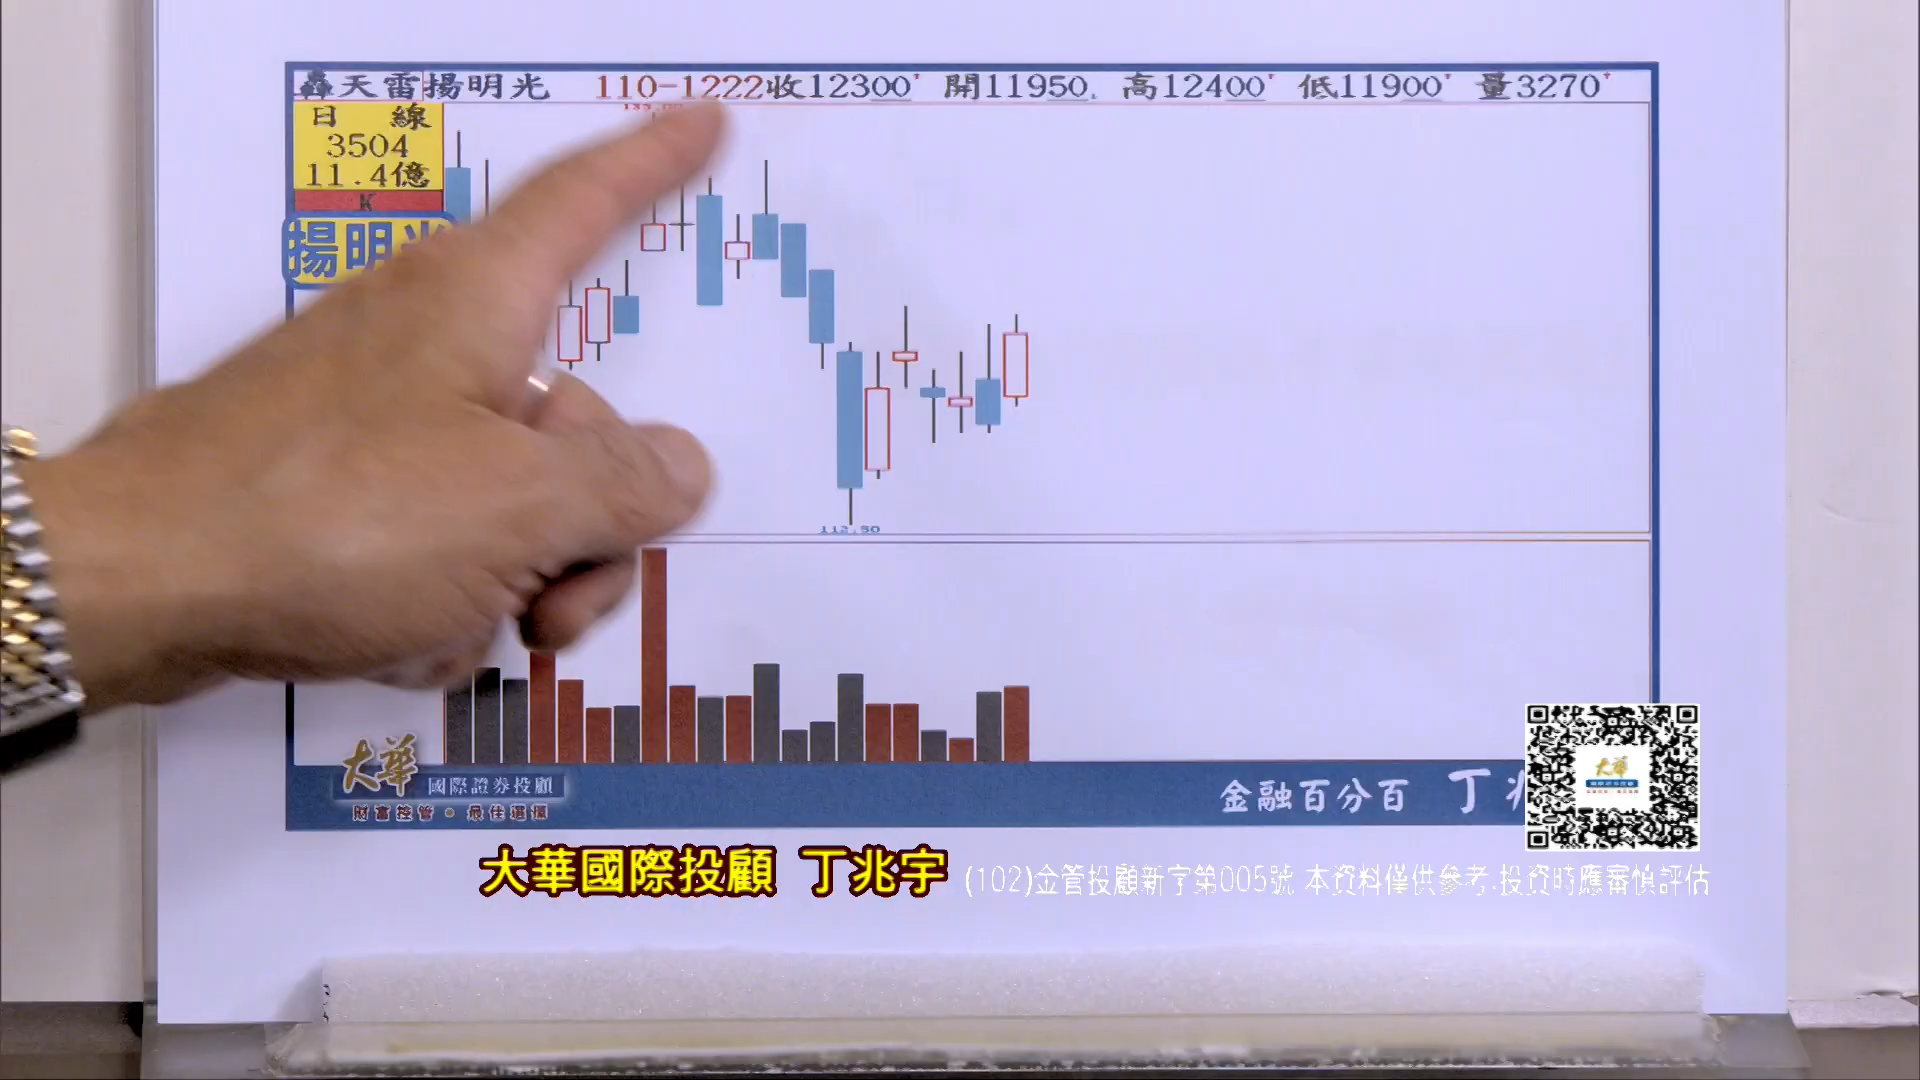 轟天雷揚明光 110-1222收12300' 開11950. 高12400' 低11900' 量3270'
日 線
3504
11.4億
K
揚明光
112.50
大華 國際證券投顧
財富控管 • 最佳選擇
金融百分百 丁兆
大華國際投顧 丁兆宇 (102)金管投顧新字第005號 本資料僅供參考.投資時應審慎評估